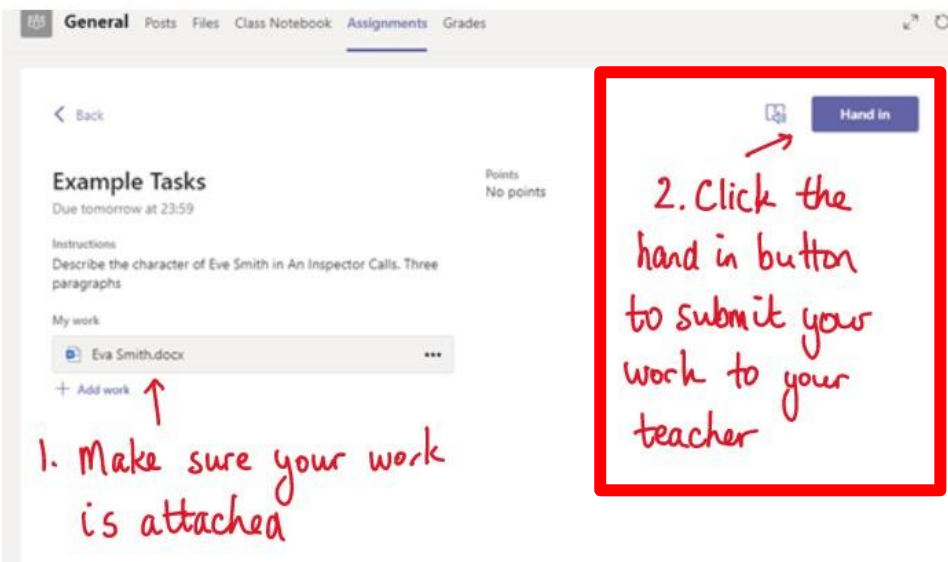 General Posts Files Class Notebook Assignments Grades
Back
Hand in
Example Tasks
Due tomorrow at 23:59
Points
No points
Instructions
Describe the character of Eve Smith in An Inspector Calls. Three
paragraphs
My work
Eva Smith.docx
+ Add work
1. Make sure your work
is attached
2. Click the
hand in button
to submit your
work to your
teacher